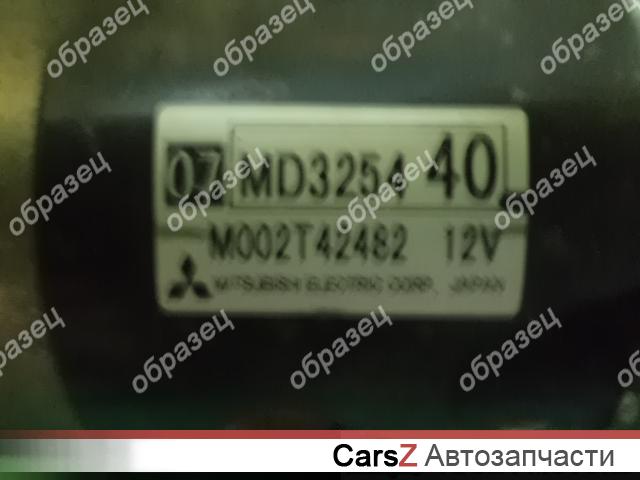 образец образец образец образец
07 MD325440
образец образец образец образец
M002T42482 12V
MITSUBISHI ELECTRIC CORP. JAPAN
образец образец образец образец
CarsZ Автозапчасти